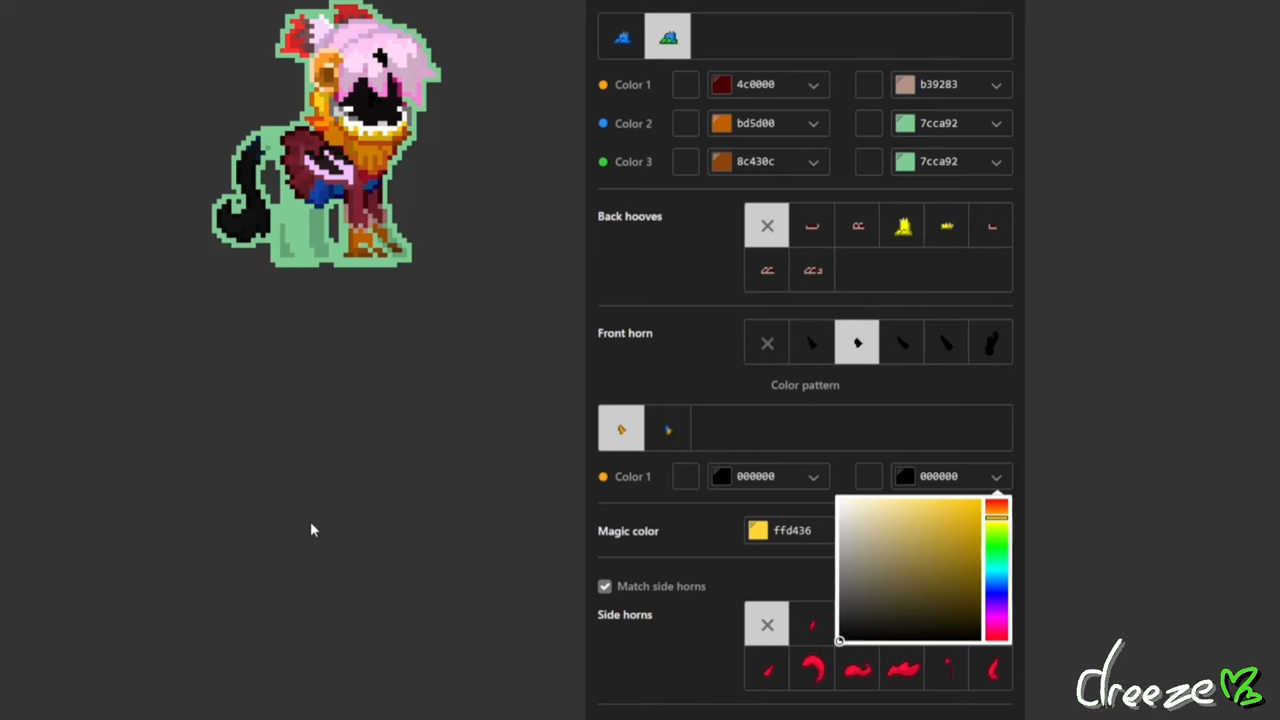 Color 1 4c0000 b39283
Color 2 bd5d00 7cca92
Color 3 8c430c 7cca92
Back hooves
Front horn
Color pattern
Color 1 000000 000000
Magic color ffd436
Match side horns
Side horns
dreeze